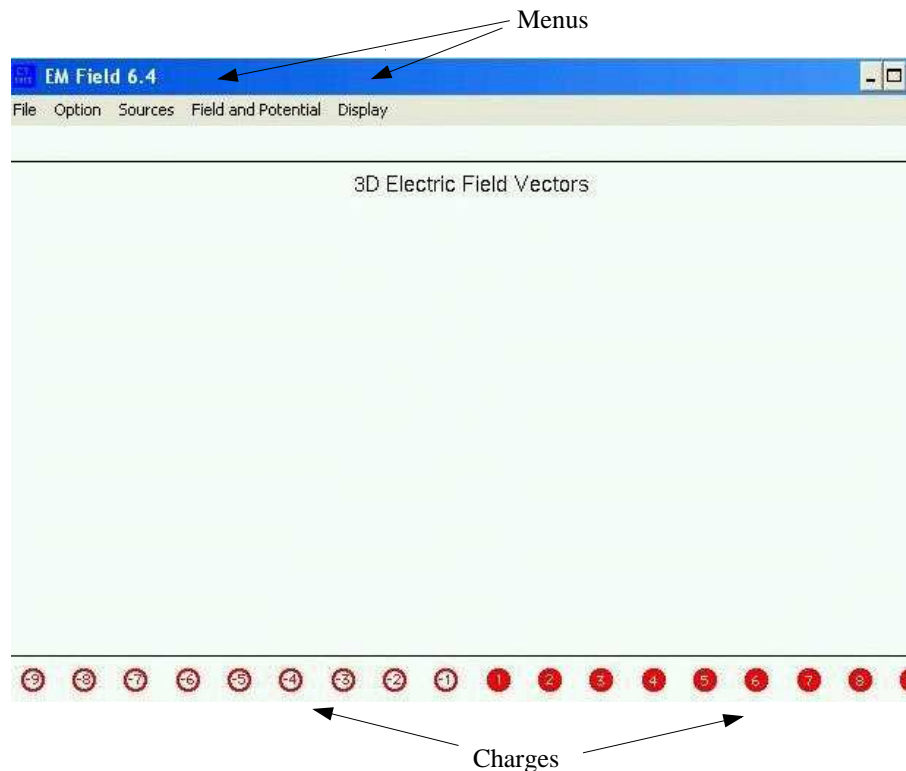 Menus
EM Field 6.4
File Option Sources Field and Potential Display
3D Electric Field Vectors
-9 -8 -7 -6 -5 -4 -3 -2 -1 1 2 3 4 5 6 7 8
Charges